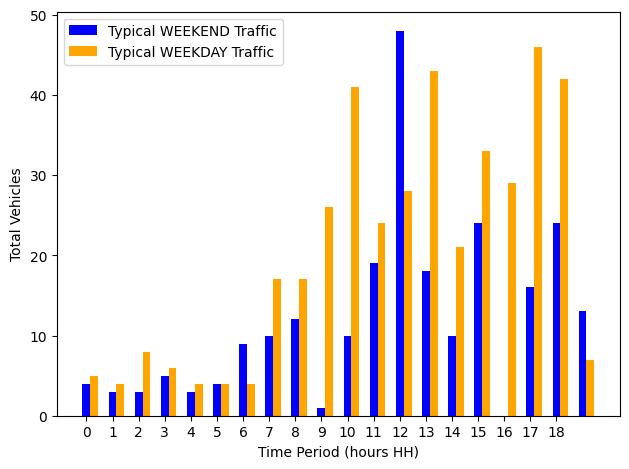 Typical WEEKEND Traffic
Typical WEEKDAY Traffic
50
40
30
20
10
0
Total Vehicles
0 1 2 3 4 5 6 7 8 9 10 11 12 13 14 15 16 17 18
Time Period (hours HH)